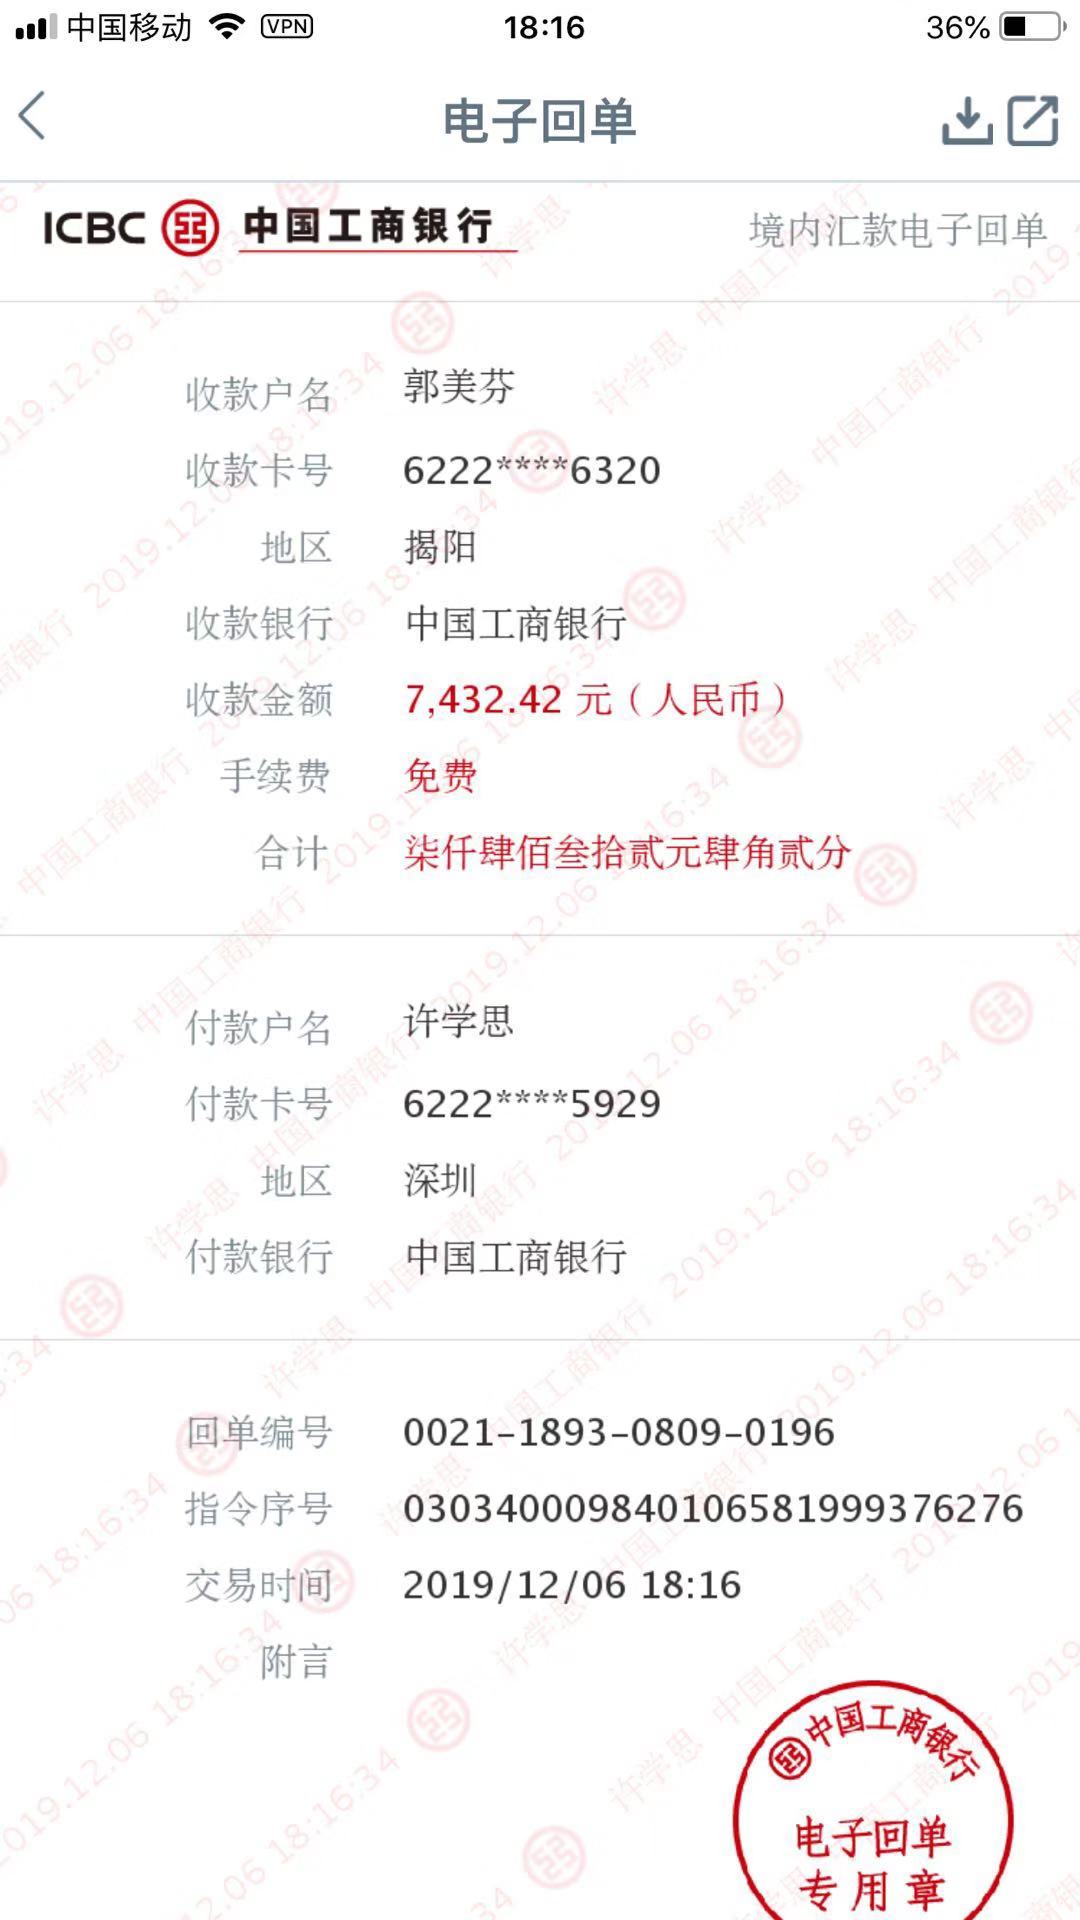 中国移动 VPN 18:16 36%
电子回单
ICBC 中国工商银行 境内汇款电子回单
收款户名 郭美芬
收款卡号 6222****6320
地区 揭阳
收款银行 中国工商银行
收款金额 7,432.42 元（人民币）
手续费 免费
合计 柒仟肆佰叁拾贰元肆角贰分
付款户名 许学思
付款卡号 6222****5929
地区 深圳
付款银行 中国工商银行
回单编号 0021-1893-0809-0196
指令序号 030340009840106581999376276
交易时间 2019/12/06 18:16
附言
中国工商银行
电子回单
专用章
许学思 中国工商银行 2019.12.06 18:16:34